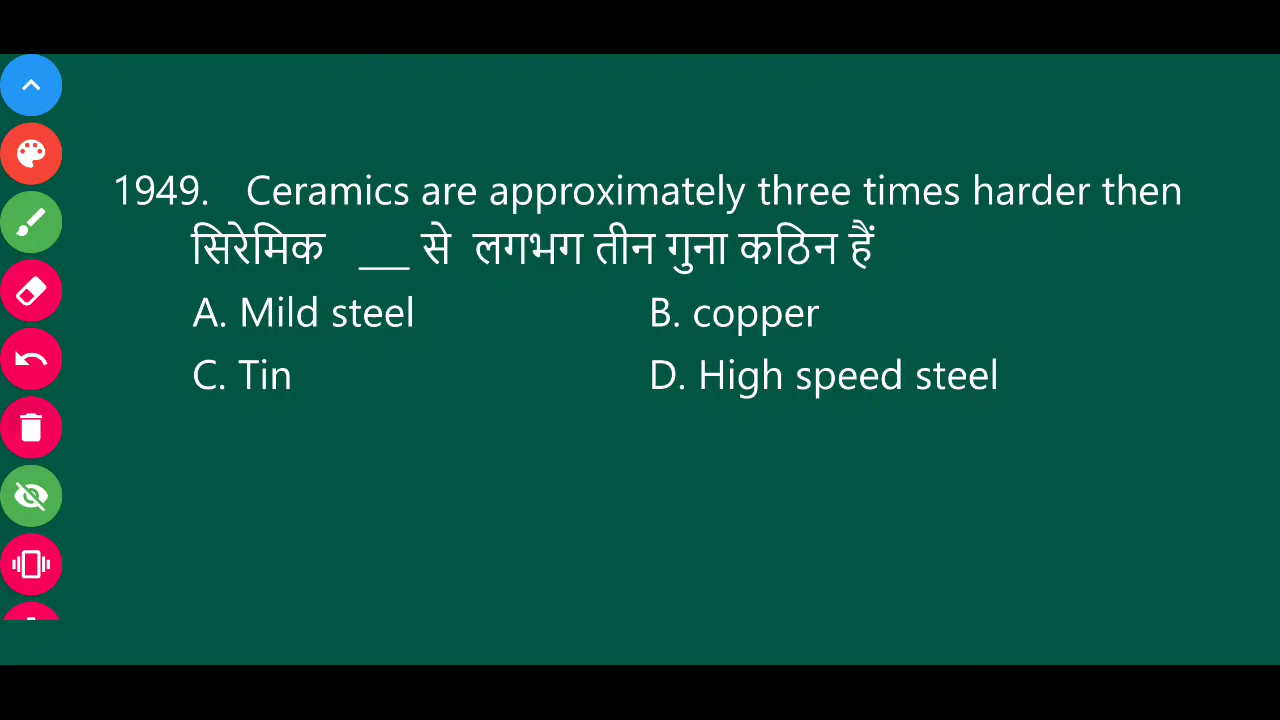 1949. Ceramics are approximately three times harder then
सिरेमिक ___ से लगभग तीन गुना कठिन हैं
A. Mild steel B. copper
C. Tin D. High speed steel